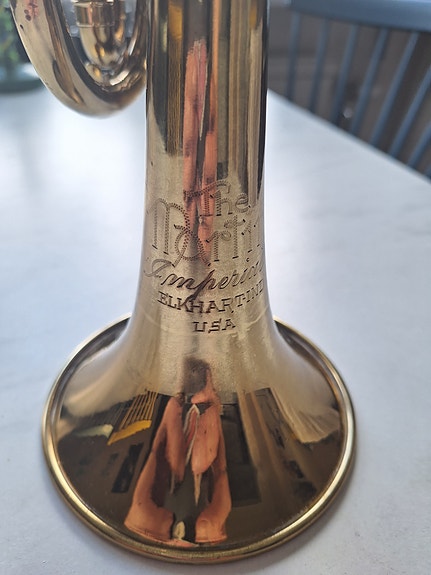 The
Martin
Imperial
ELKHART-IND
USA